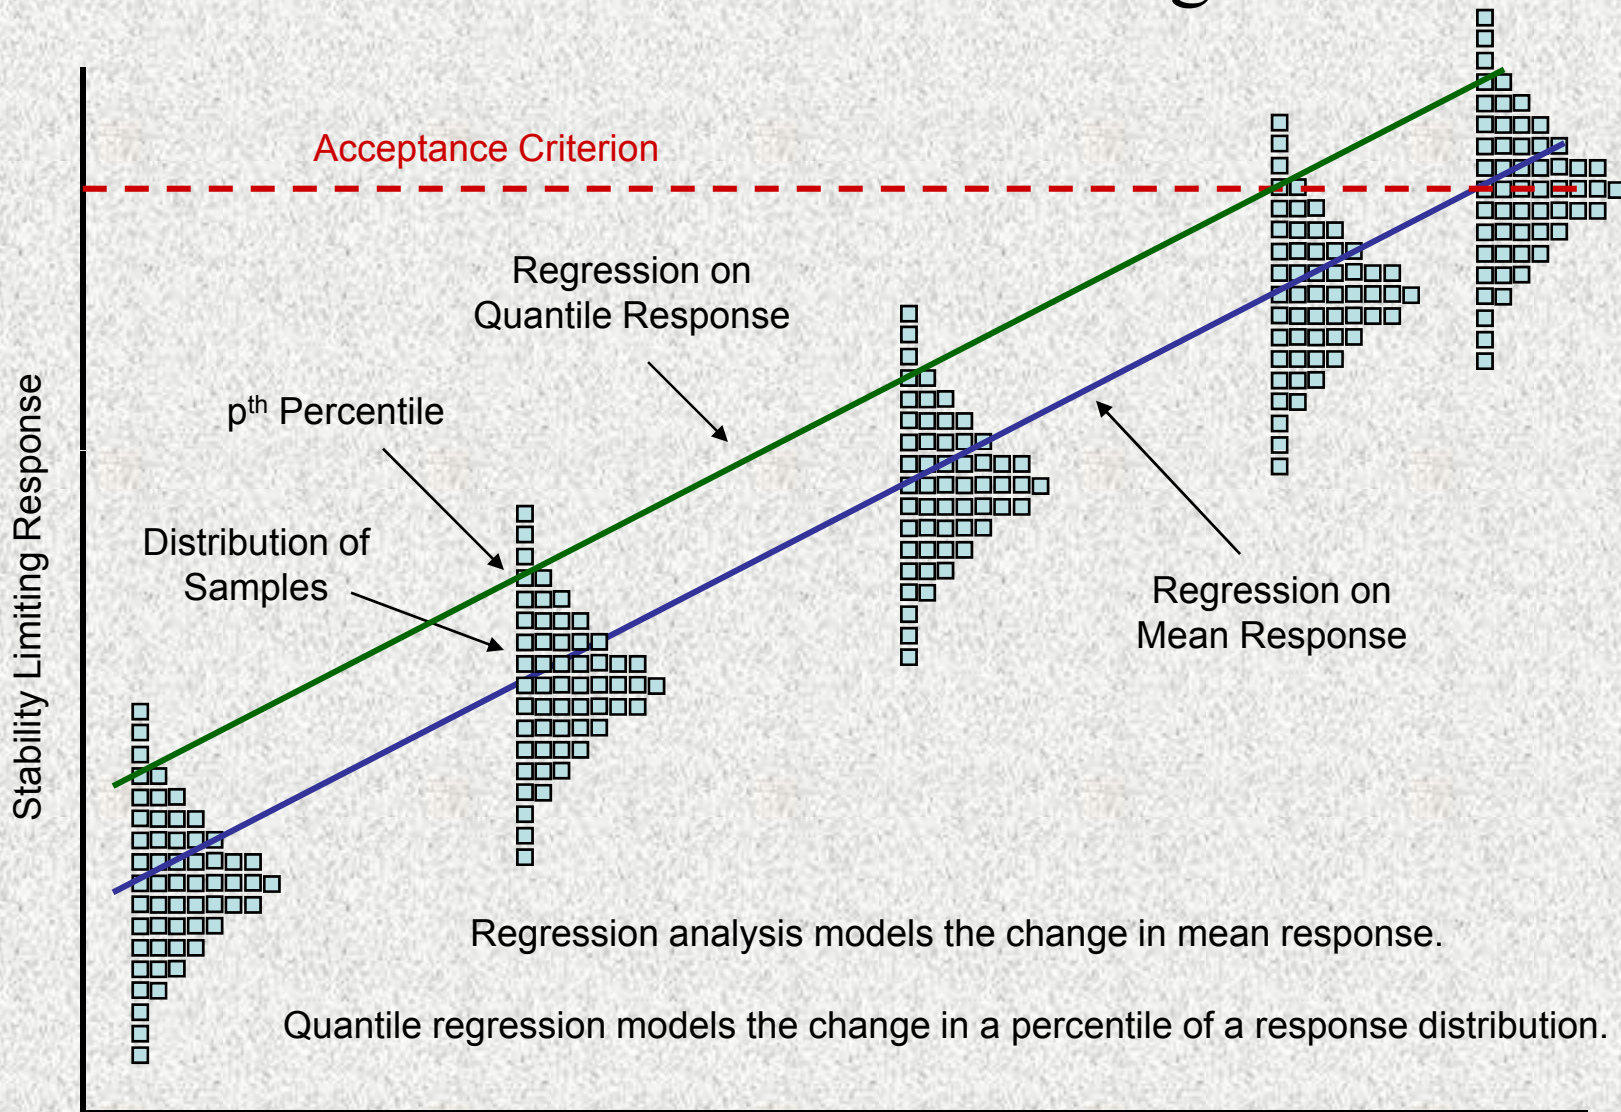 Acceptance Criterion
Regression on
Quantile Response
pth Percentile
Distribution of
Samples
Regression on
Mean Response
Stability Limiting Response
Regression analysis models the change in mean response.
Quantile regression models the change in a percentile of a response distribution.